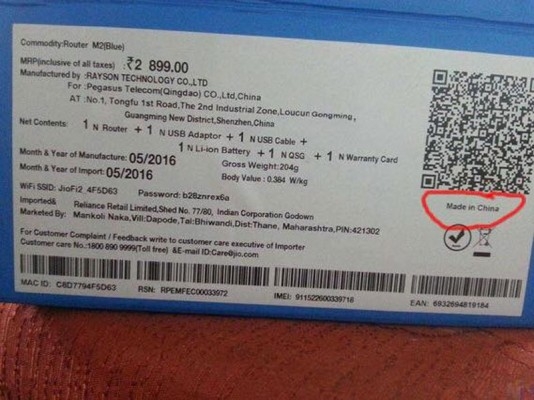 Commodity:Router M2(Blue)
MRP(inclusive of all taxes): ₹2 899.00
Manufactured by :RAYSON TECHNOLOGY CO.,LTD
For :Pegasus Telecom(Qingdao) CO.,Ltd,China
AT :No.1, Tongfu 1st Road,The 2nd Industrial Zone,Loucun Gongming,
Guangming New District,Shenzhen,China
Net Contents: 1 N Router + 1 N USB Adaptor + 1 N USB Cable +
1 N Li-ion Battery + 1 N QSG + 1 N Warranty Card
Month & Year of Manufacture: 05/2016 Gross Weight:204g
Month & Year of Import: 05/2016 Body Value : 0.384 W/kg
WiFi SSID: JioFi2_4F5D63 Password: b28znrex6a
Made in China
Imported& Reliance Retail Limited,Shed No. 77/80, Indian Corporation Godown
Marketed By: Mankoli Naka,Vill:Dapode,Tal:Bhiwandi,Dist:Thane, Maharashtra,PIN:421302
For Customer Complaint / Feedback write to customer care executive of Importer
Customer care No.:1800 890 9999(Toll free) &E-mail ID:Care@jio.com
MAC ID: C8D7794F5D63 RSN: RPEMFEC00033972 IMEI: 911522600339716 EAN: 6932694819184